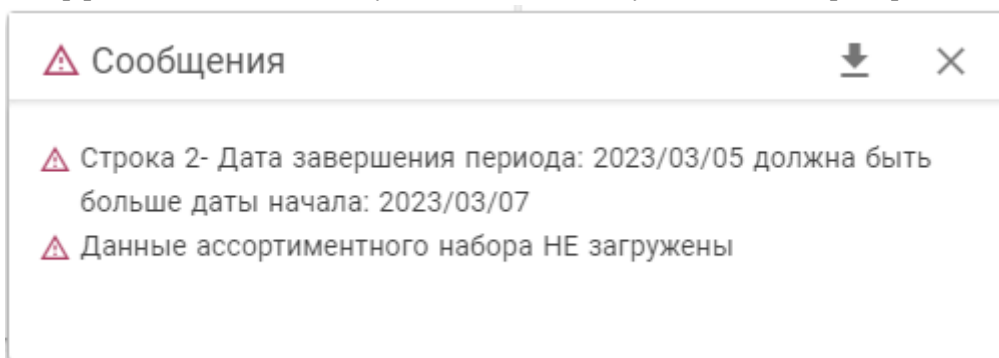 Сообщения
Строка 2- Дата завершения периода: 2023/03/05 должна быть
больше даты начала: 2023/03/07
Данные ассортиментного набора НЕ загружены